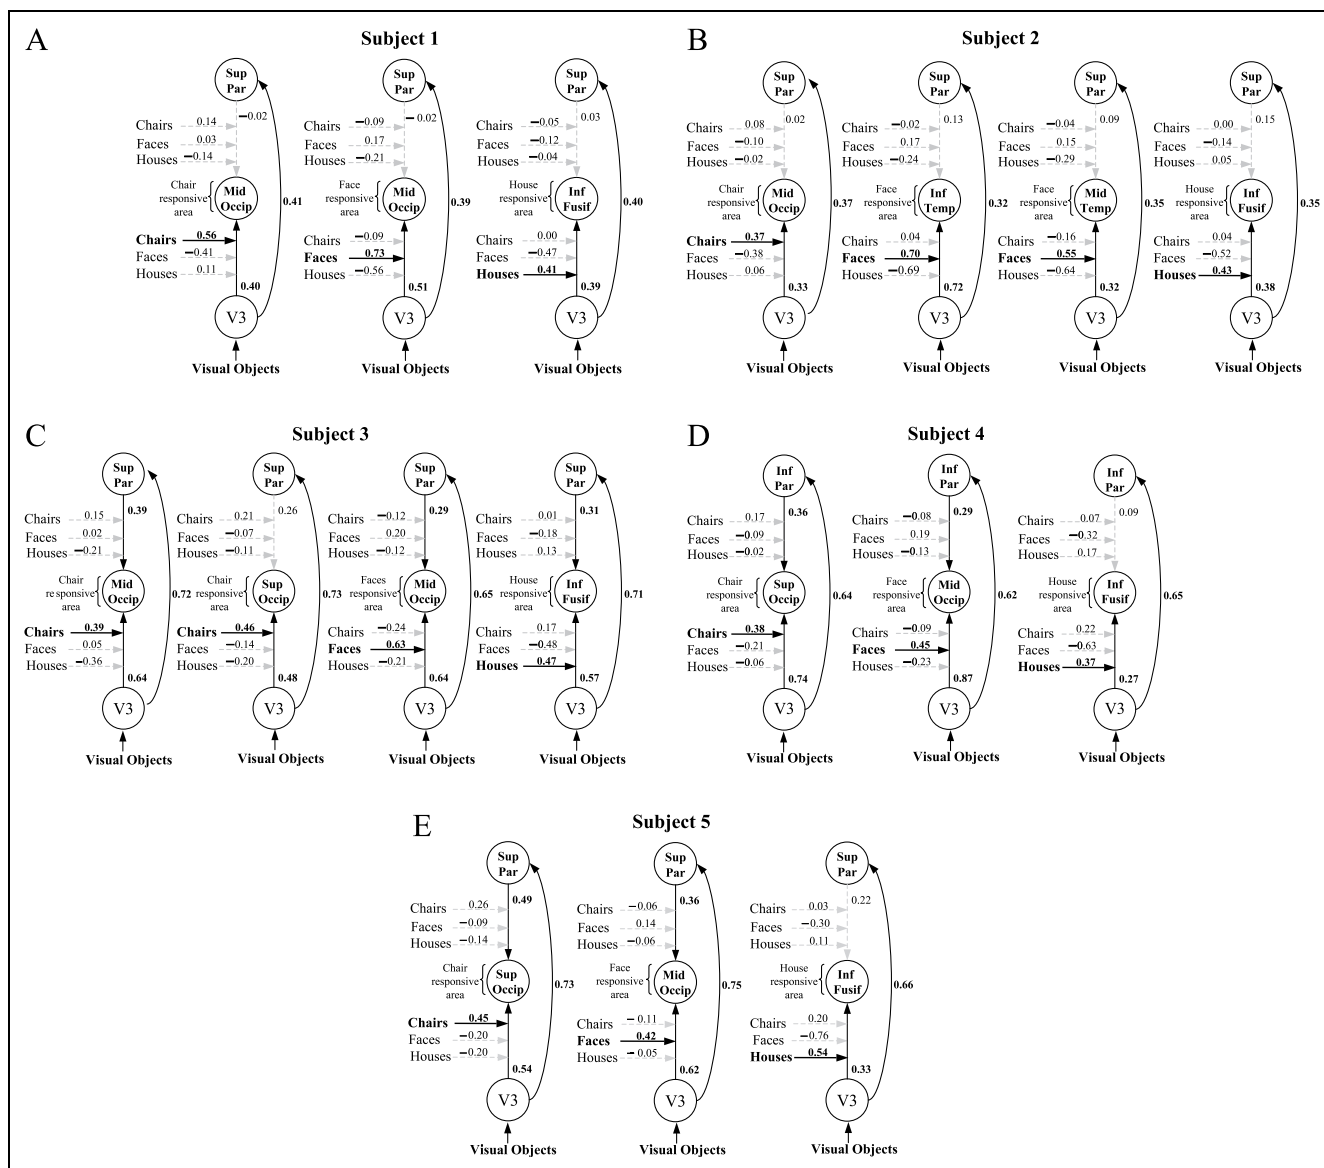 A
Subject 1
Sup Par
Chairs 0.14
Faces 0.03
Houses −0.14
−0.02
Chair responsive area
Mid Occip
0.41
Chairs 0.56
Faces −0.41
Houses 0.11
0.40
V3
Visual Objects
Sup Par
Chairs −0.09
Faces 0.17
Houses −0.21
−0.02
Face responsive area
Mid Occip
0.39
Chairs −0.09
Faces 0.73
Houses −0.56
0.51
V3
Visual Objects
Sup Par
Chairs −0.05
Faces −0.12
Houses −0.04
0.03
House responsive area
Inf Fusif
0.40
Chairs 0.00
Faces −0.47
Houses 0.41
0.39
V3
Visual Objects
B
Subject 2
Sup Par
Chairs 0.08
Faces −0.10
Houses −0.02
0.02
Chair responsive area
Mid Occip
0.37
Chairs 0.37
Faces −0.38
Houses 0.06
0.33
V3
Visual Objects
Sup Par
Chairs −0.02
Faces 0.17
Houses −0.24
0.13
Face responsive area
Inf Temp
0.32
Chairs 0.04
Faces 0.70
Houses −0.69
0.72
V3
Visual Objects
Sup Par
Chairs −0.04
Faces 0.15
Houses −0.29
0.09
Face responsive area
Mid Temp
0.35
Chairs −0.16
Faces 0.55
Houses −0.64
0.32
V3
Visual Objects
Sup Par
Chairs 0.00
Faces −0.14
Houses 0.05
0.15
House responsive area
Inf Fusif
0.35
Chairs 0.04
Faces −0.52
Houses 0.43
0.38
V3
Visual Objects
C
Subject 3
Sup Par
0.39
Chairs 0.15
Faces 0.02
Houses −0.21
Chair responsive area
Mid Occip
0.72
Chairs 0.39
Faces 0.05
Houses −0.36
0.64
V3
Visual Objects
Sup Par
0.26
Chairs 0.21
Faces −0.07
Houses −0.11
Chair responsive area
Sup Occip
0.73
Chairs 0.46
Faces −0.14
Houses −0.20
0.48
V3
Visual Objects
Sup Par
0.29
Chairs −0.12
Faces 0.20
Houses −0.12
Faces responsive area
Mid Occip
0.65
Chairs −0.24
Faces 0.63
Houses −0.21
0.64
V3
Visual Objects
Sup Par
0.31
Chairs 0.01
Faces −0.18
Houses 0.13
House responsive area
Inf Fusif
0.71
Chairs 0.17
Faces −0.48
Houses 0.47
0.57
V3
Visual Objects
D
Subject 4
Inf Par
0.36
Chairs 0.17
Faces −0.09
Houses −0.02
Chair responsive area
Sup Occip
0.64
Chairs 0.38
Faces −0.21
Houses −0.06
0.74
V3
Visual Objects
Inf Par
0.29
Chairs −0.08
Faces 0.19
Houses −0.13
Face responsive area
Mid Occip
0.62
Chairs −0.09
Faces 0.45
Houses −0.23
0.87
V3
Visual Objects
Inf Par
0.09
Chairs 0.07
Faces −0.32
Houses 0.17
House responsive area
Inf Fusif
0.65
Chairs 0.22
Faces −0.63
Houses 0.37
0.27
V3
Visual Objects
E
Subject 5
Sup Par
0.49
Chairs 0.26
Faces −0.09
Houses −0.14
Chair responsive area
Sup Occip
0.73
Chairs 0.45
Faces −0.20
Houses −0.20
0.54
V3
Visual Objects
Sup Par
0.36
Chairs −0.06
Faces 0.14
Houses −0.06
Face responsive area
Mid Occip
0.75
Chairs −0.11
Faces 0.42
Houses −0.05
0.62
V3
Visual Objects
Sup Par
0.22
Chairs 0.03
Faces −0.30
Houses 0.11
House responsive area
Inf Fusif
0.66
Chairs 0.20
Faces −0.76
Houses 0.54
0.33
V3
Visual Objects